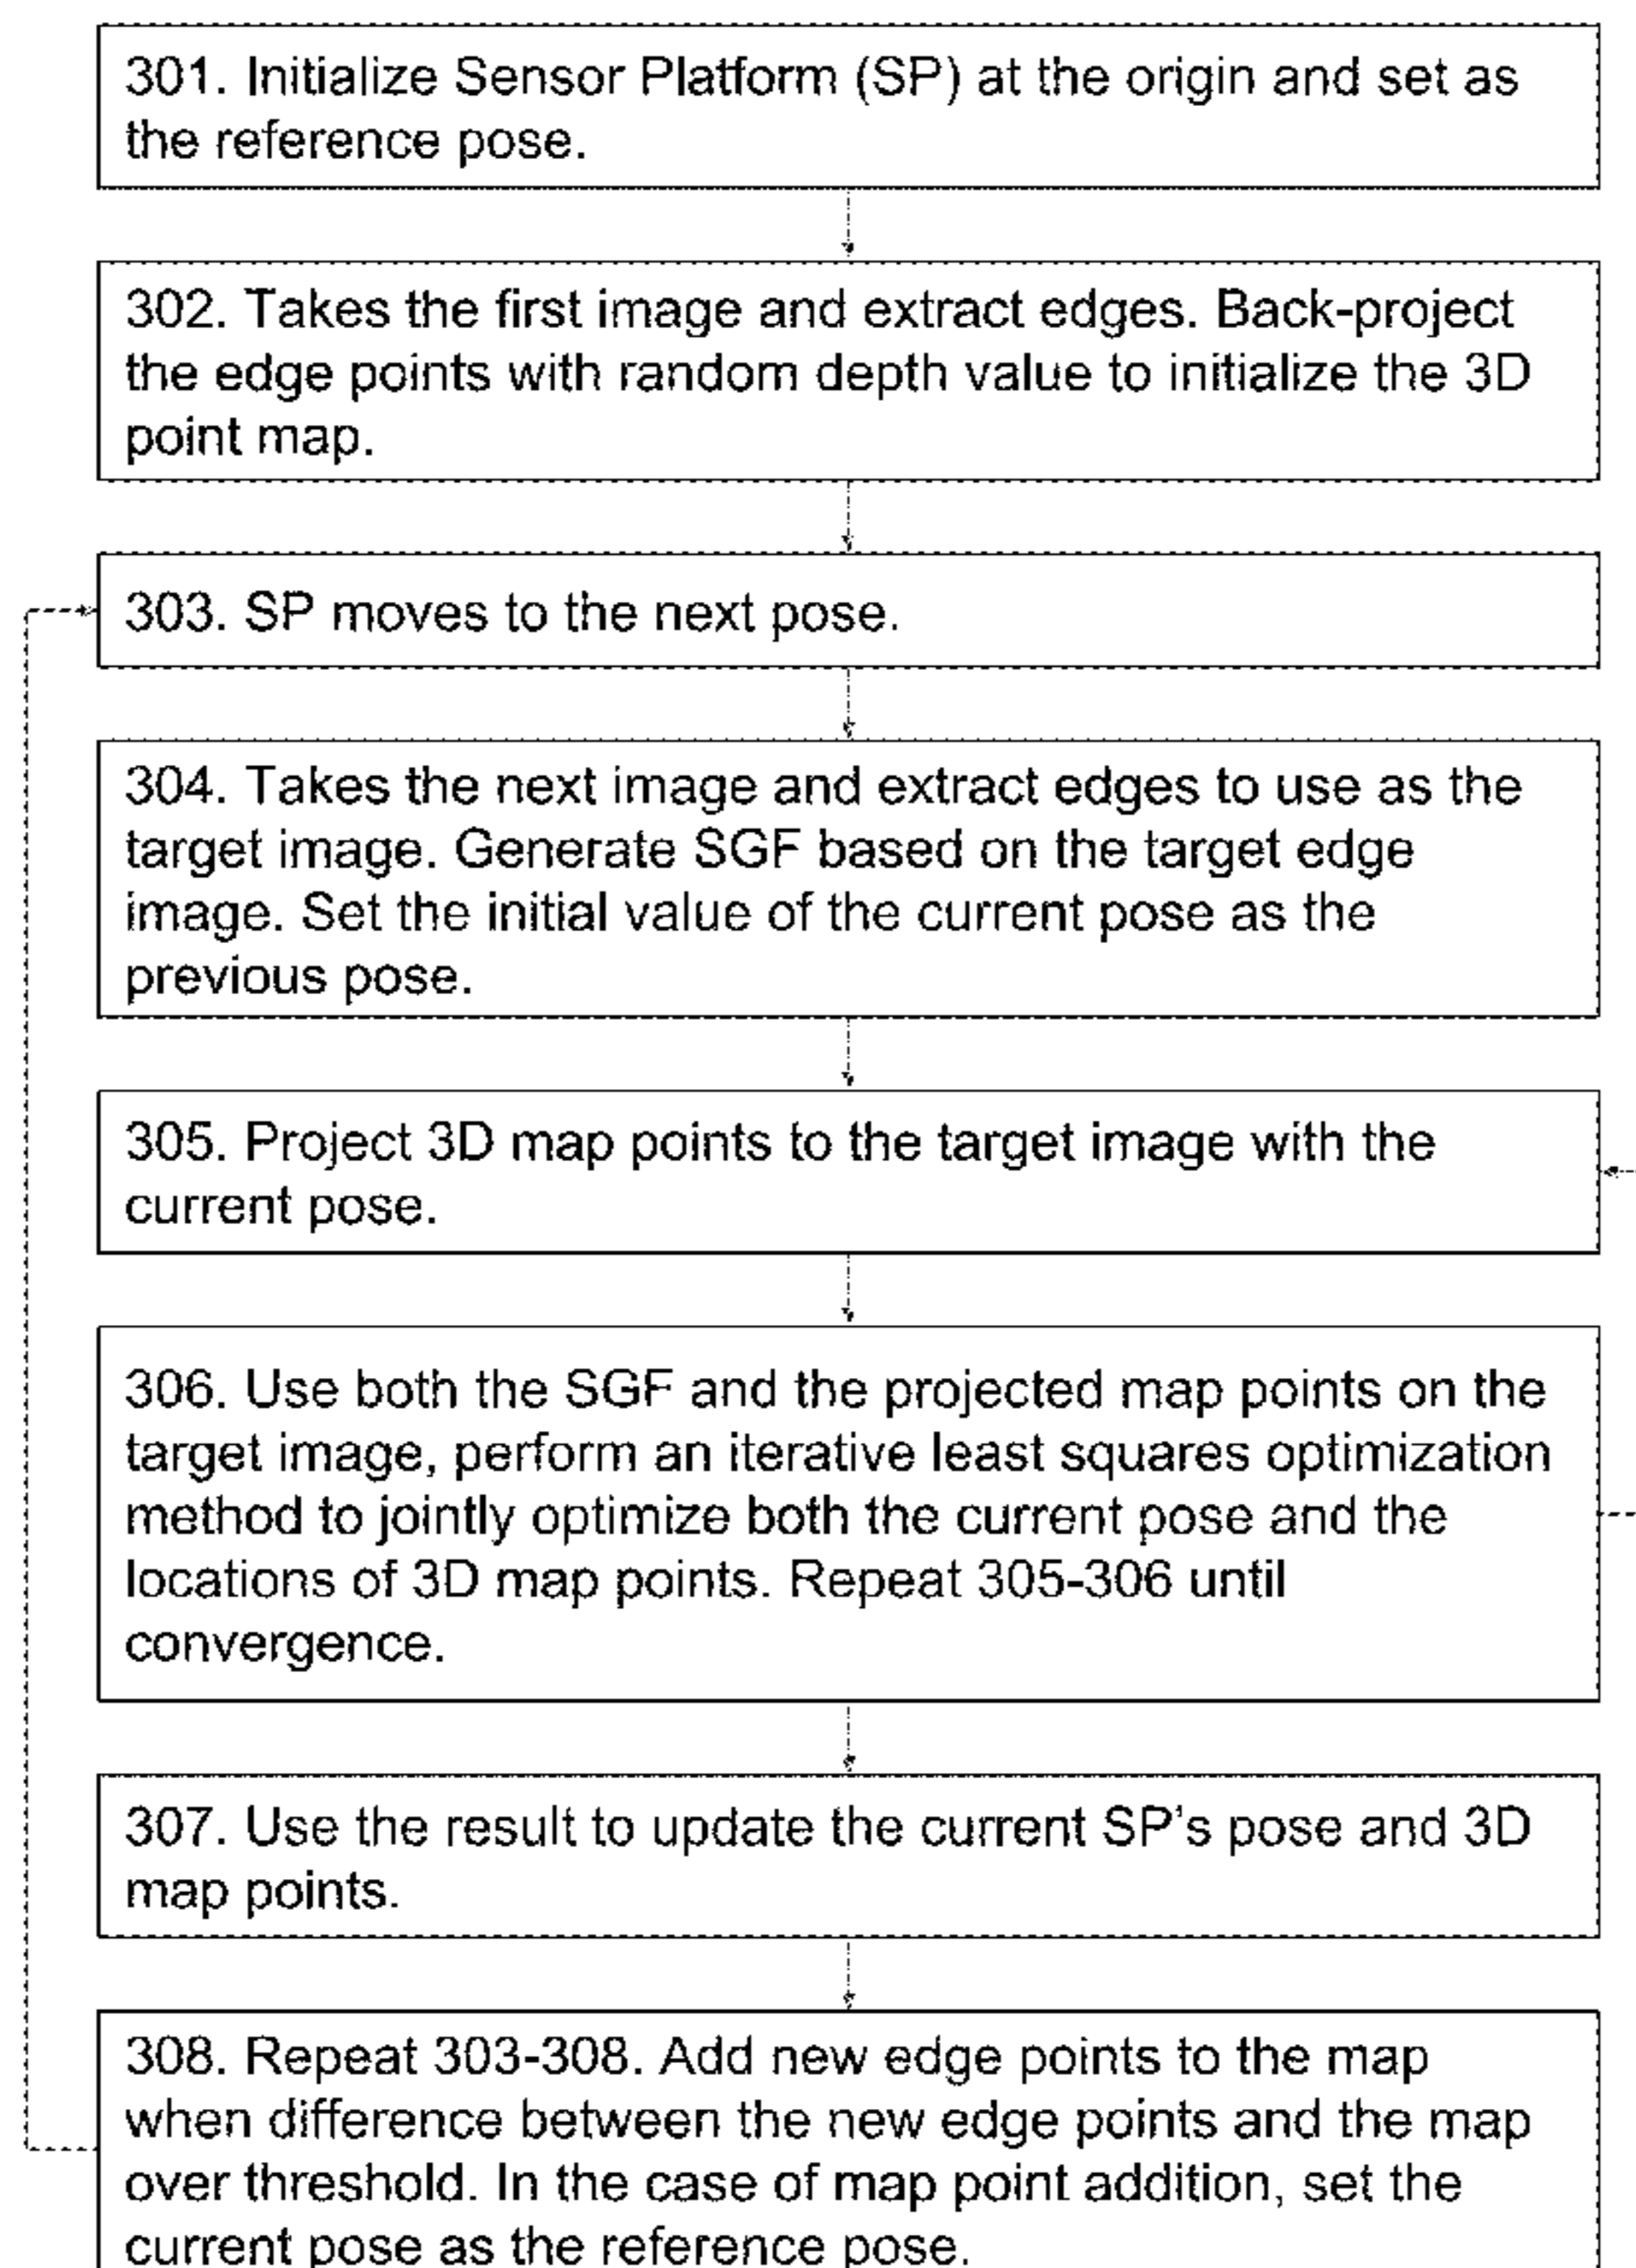 301. Initialize Sensor Platform (SP) at the origin and set as
the reference pose.
302. Takes the first image and extract edges. Back-project
the edge points with random depth value to initialize the 3D
point map.
303. SP moves to the next pose.
304. Takes the next image and extract edges to use as the
target image. Generate SGF based on the target edge
image. Set the initial value of the current pose as the
previous pose.
305. Project 3D map points to the target image with the
current pose.
306. Use both the SGF and the projected map points on the
target image, perform an iterative least squares optimization
method to jointly optimize both the current pose and the
locations of 3D map points. Repeat 305-306 until
convergence.
307. Use the result to update the current SP's pose and 3D
map points.
308. Repeat 303-308. Add new edge points to the map
when difference between the new edge points and the map
over threshold. In the case of map point addition, set the
current pose as the reference pose.